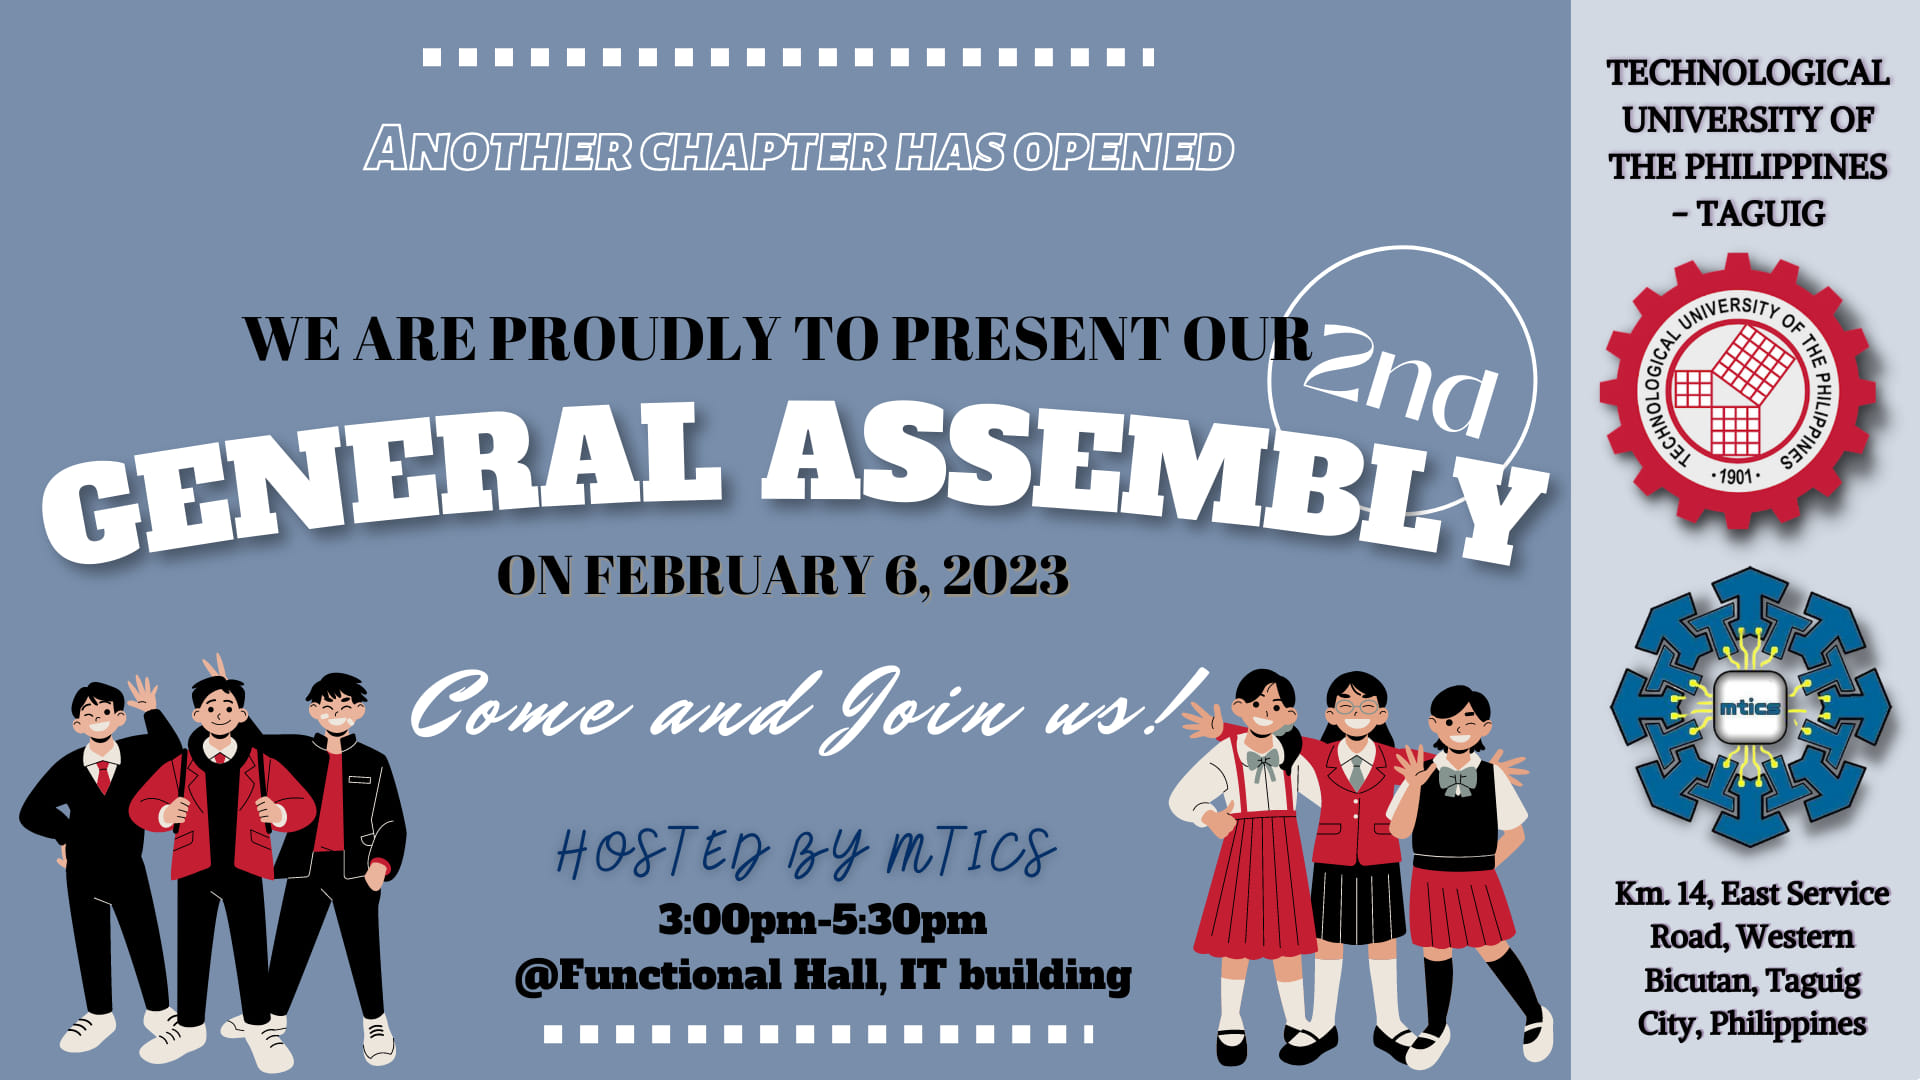 ANOTHER CHAPTER HAS OPENED
WE ARE PROUDLY TO PRESENT OUR
2nd
GENERAL ASSEMBLY
ON FEBRUARY 6, 2023
Come and Join us!
HOSTED BY MTICS
3:00pm-5:30pm
@Functional Hall, IT building
TECHNOLOGICAL
UNIVERSITY OF
THE PHILIPPINES
- TAGUIG
TECHNOLOGICAL UNIVERSITY OF THE PHILIPPINES
· 1901 ·
mtics
Km. 14, East Service
Road, Western
Bicutan, Taguig
City, Philippines